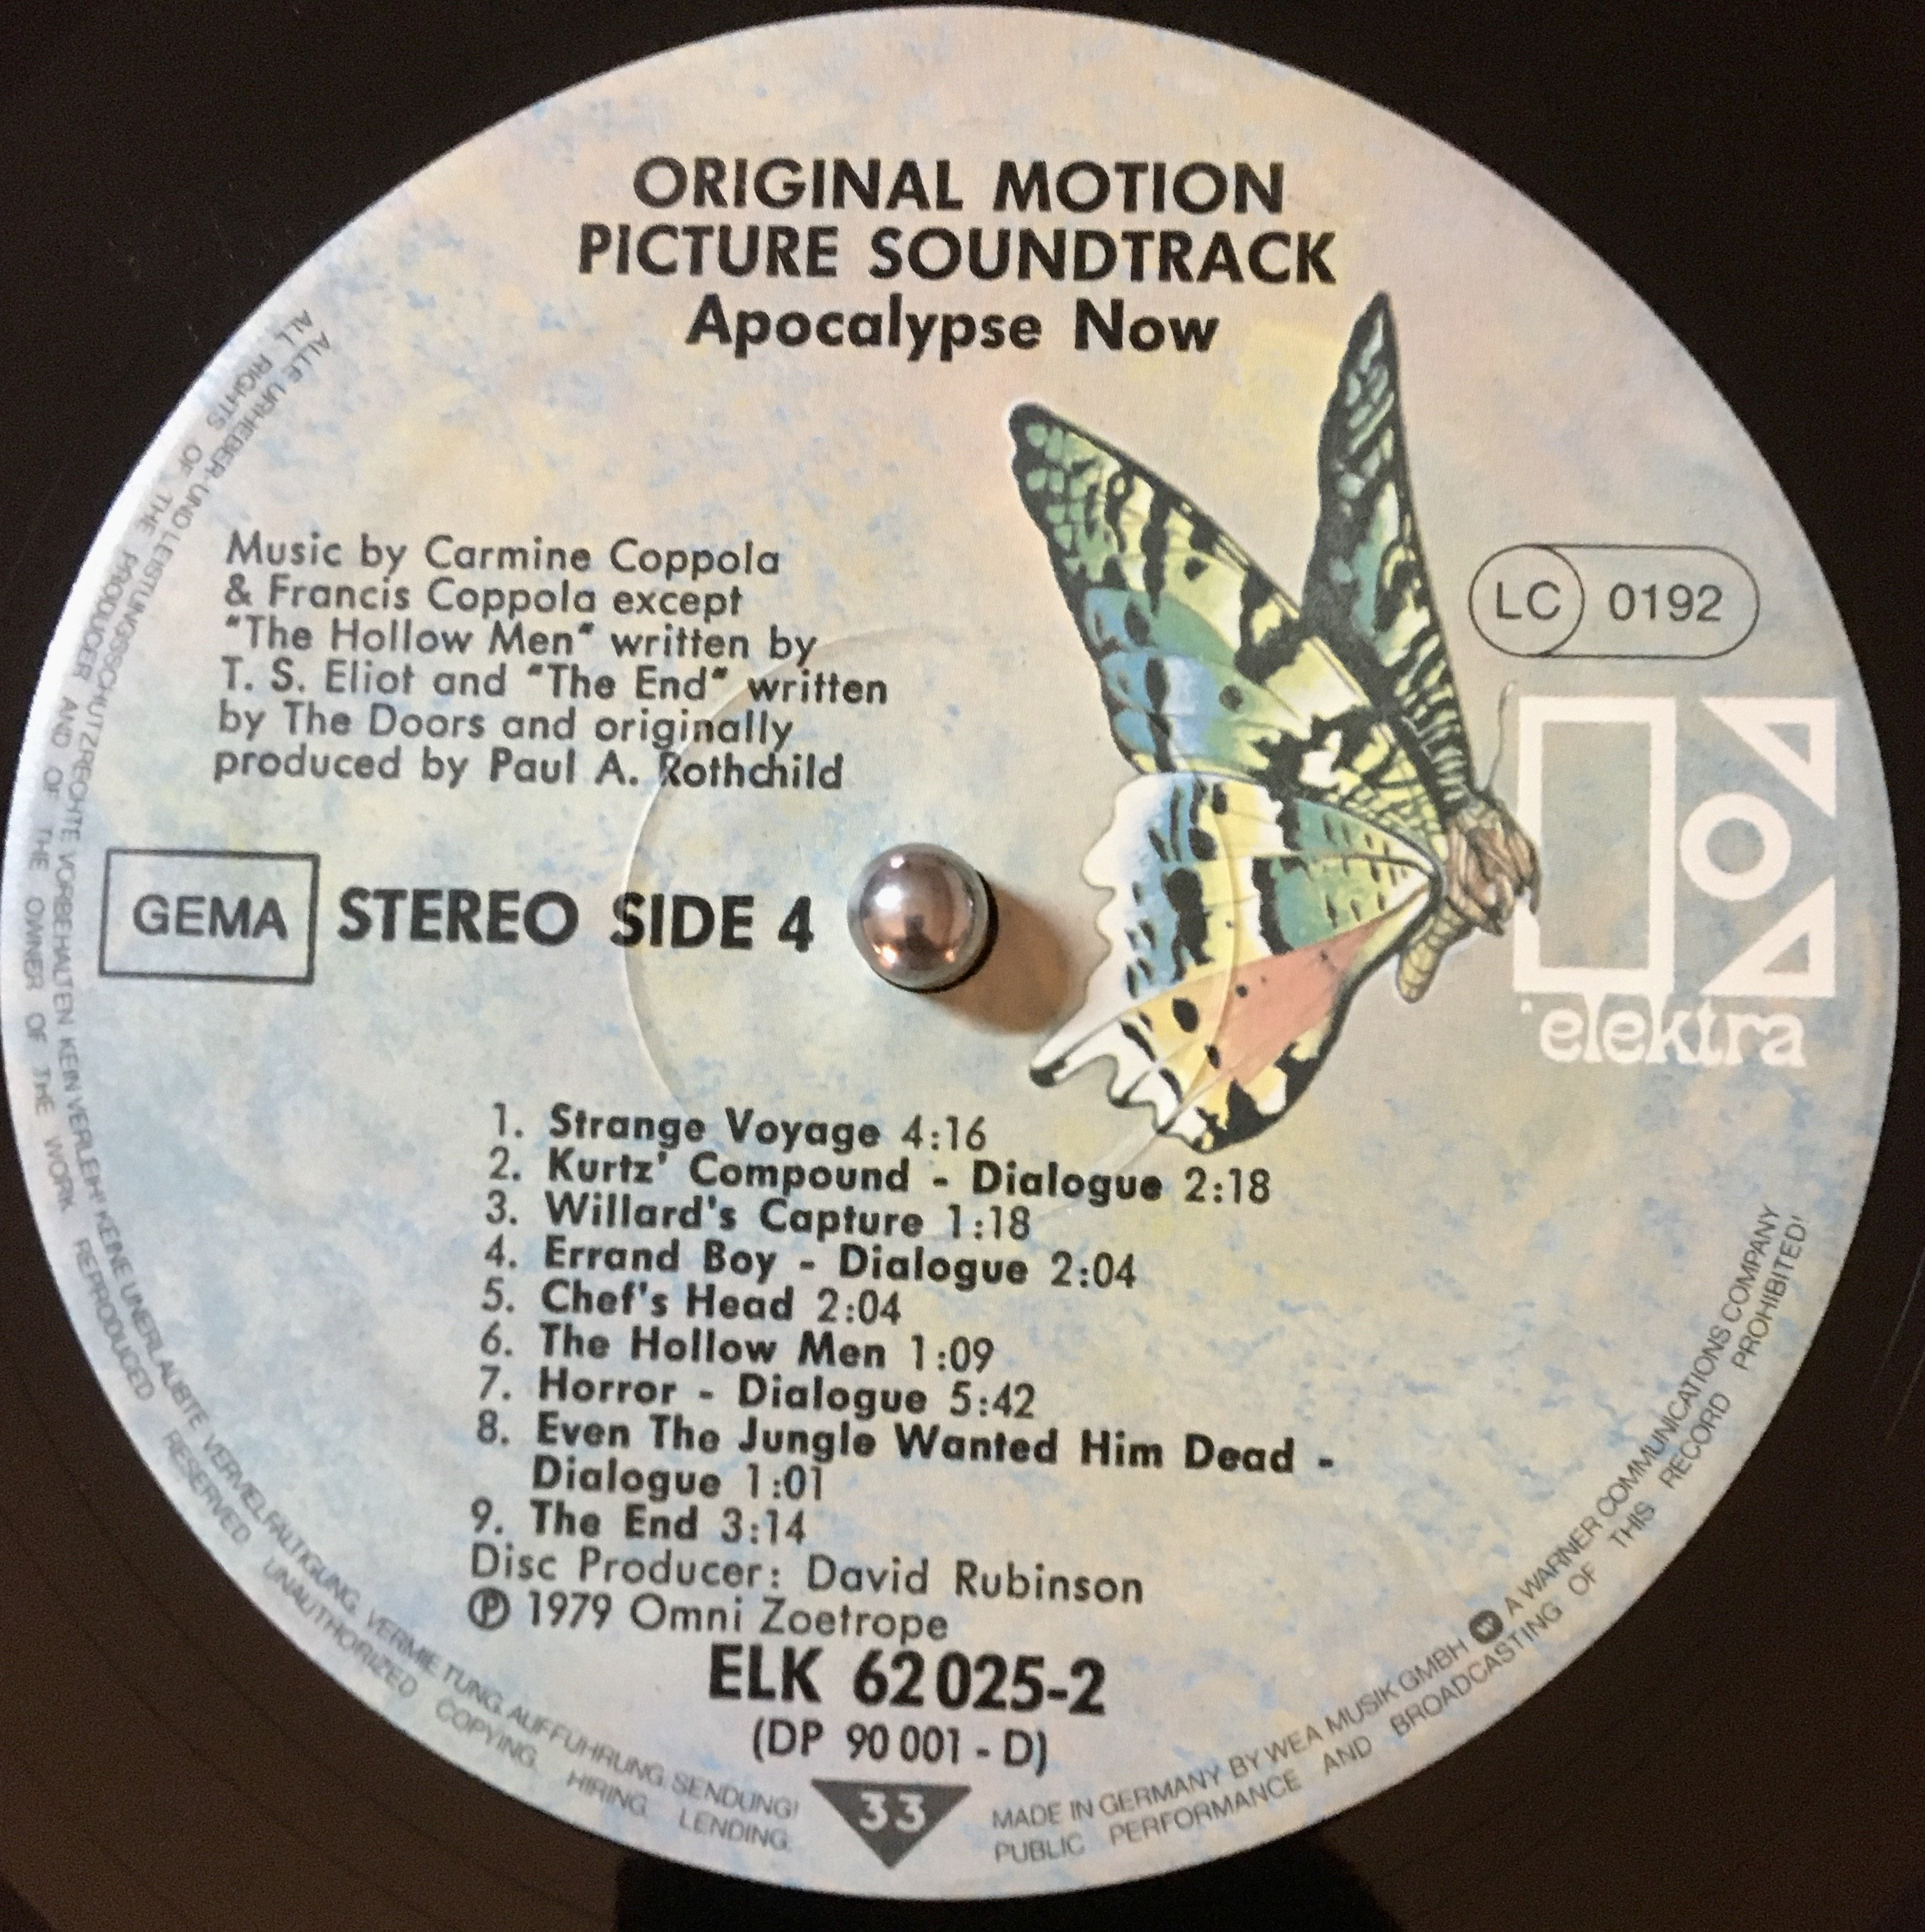 ORIGINAL MOTION
PICTURE SOUNDTRACK
Apocalypse Now
Music by Carmine Coppola
& Francis Coppola except
"The Hollow Men" written by
T. S. Eliot and "The End" written
by The Doors and originally
produced by Paul A. Rothchild
LC 0192
GEMA STEREO SIDE 4
elektra
1. Strange Voyage 4:16
2. Kurtz' Compound - Dialogue 2:18
3. Willard's Capture 1:18
4. Errand Boy - Dialogue 2:04
5. Chef's Head 2:04
6. The Hollow Men 1:09
7. Horror - Dialogue 5:42
8. Even The Jungle Wanted Him Dead -
Dialogue 1:01
9. The End 3:14
Disc Producer: David Rubinson
℗ 1979 Omni Zoetrope
ELK 62025-2
(DP 90001-D)
33
ALLE URHEBER-UND LEISTUNGSSCHUTZRECHTE VORBEHALTEN KEIN VERLEIH! KEINE UNERLAUBTE VERVIELFÄLTIGUNG, VERMIETUNG, AUFFÜHRUNG, SENDUNG!
ALL RIGHTS OF THE PRODUCER AND OF THE OWNER OF THE WORK REPRODUCED RESERVED UNAUTHORIZED COPYING, HIRING, LENDING,
MADE IN GERMANY BY WEA MUSIK GMBH A WARNER COMMUNICATIONS COMPANY
PUBLIC PERFORMANCE AND BROADCASTING OF THIS RECORD PROHIBITED!